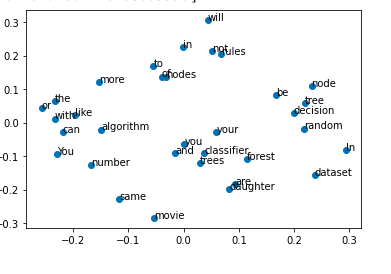 0.3
0.2
0.1
0.0
−0.1
−0.2
−0.3
−0.2
−0.1
0.0
0.1
0.2
0.3
will
in
not
rules
to
of
nodes
more
the
or
with
like
can
algorithm
You
number
be
node
tree
decision
random
your
you
and
classifier
trees
forest
In
dataset
are
daughter
same
movie